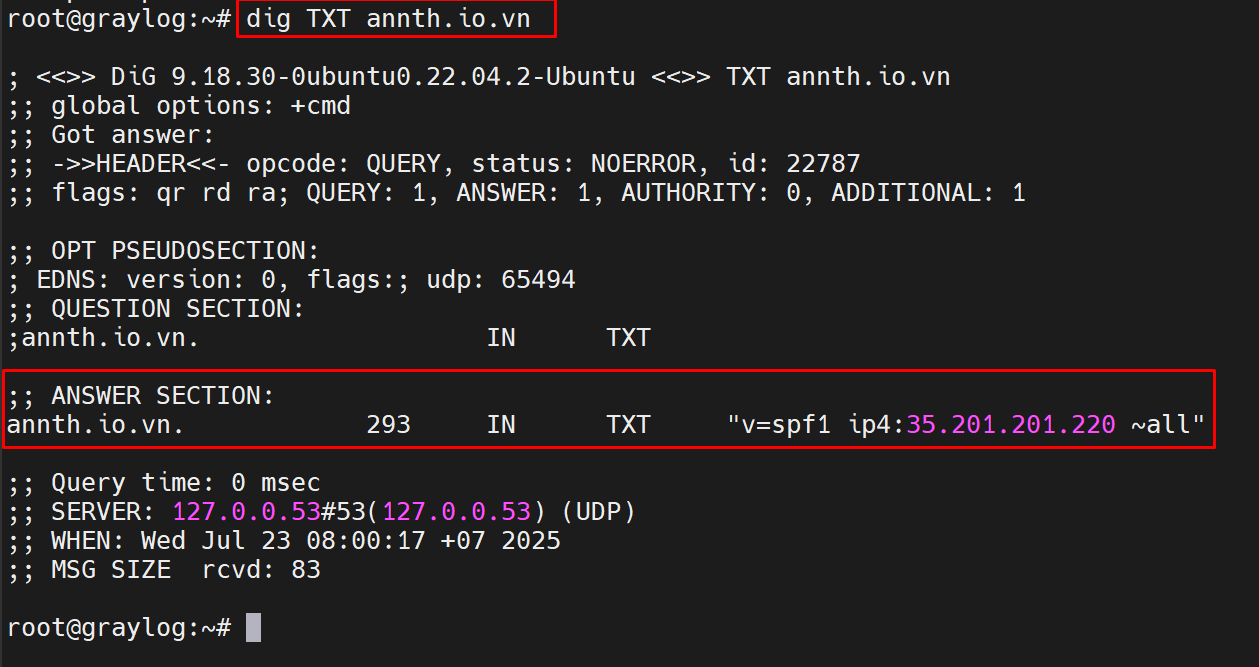 root@graylog:~# dig TXT annth.io.vn
; <<>> DiG 9.18.30-0ubuntu0.22.04.2-Ubuntu <<>> TXT annth.io.vn
;; global options: +cmd
;; Got answer:
;; ->>HEADER<<- opcode: QUERY, status: NOERROR, id: 22787
;; flags: qr rd ra; QUERY: 1, ANSWER: 1, AUTHORITY: 0, ADDITIONAL: 1
;; OPT PSEUDOSECTION:
; EDNS: version: 0, flags:; udp: 65494
;; QUESTION SECTION:
;annth.io.vn. IN TXT
;; ANSWER SECTION:
annth.io.vn. 293 IN TXT "v=spf1 ip4:35.201.201.220 ~all"
;; Query time: 0 msec
;; SERVER: 127.0.0.53#53(127.0.0.53) (UDP)
;; WHEN: Wed Jul 23 08:00:17 +07 2025
;; MSG SIZE  rcvd: 83
root@graylog:~#